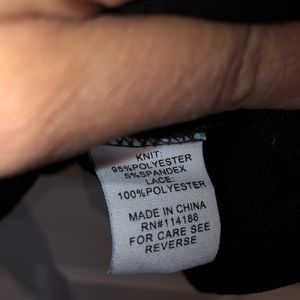 KNIT:
95%POLYESTER
5%SPANDEX
LACE:
100%POLYESTER
MADE IN CHINA
RN#114186
FOR CARE SEE
REVERSE